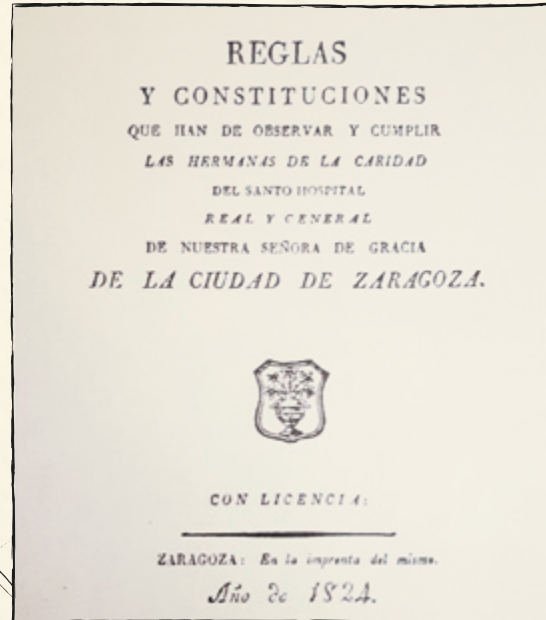 REGLAS
Y CONSTITUCIONES
QUE HAN DE OBSERVAR Y CUMPLIR
LAS HERMANAS DE LA CARIDAD
DEL SANTO HOSPITAL
REAL Y GENERAL
DE NUESTRA SEÑORA DE GRACIA
DE LA CIUDAD DE ZARAGOZA.
CON LICENCIA:
ZARAGOZA: En la imprenta del mismo.
Año de 1824.